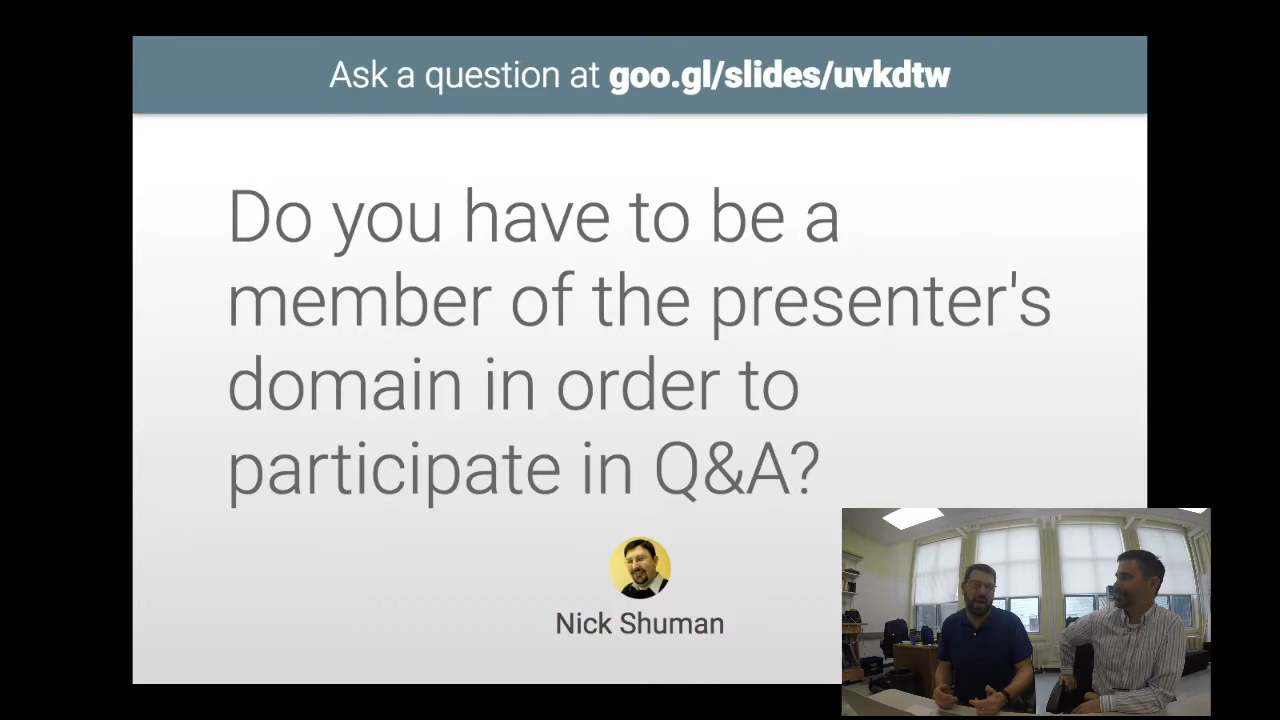 Ask a question at goo.gl/slides/uvkdtw
Do you have to be a
member of the presenter's
domain in order to
participate in Q&A?
Nick Shuman